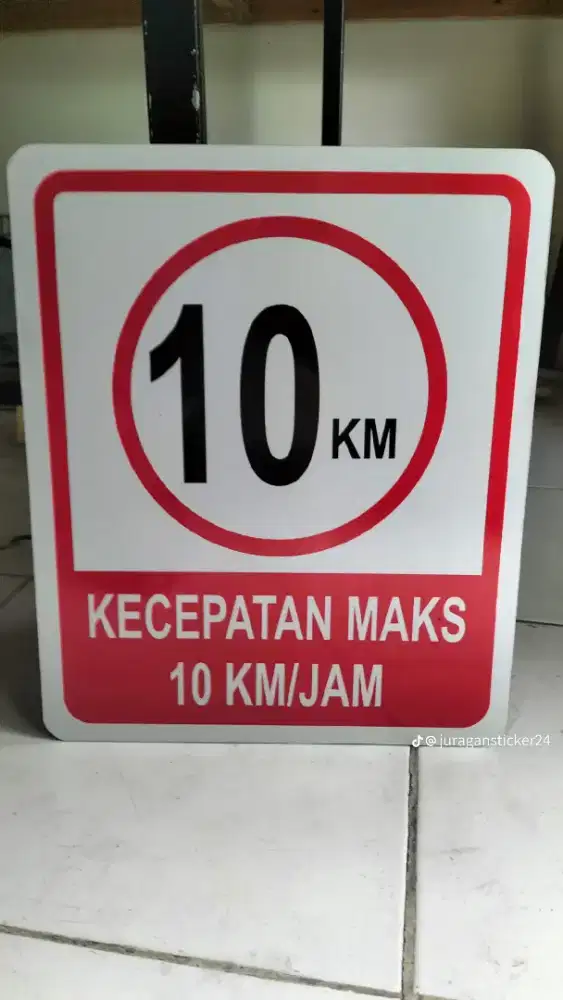 10 KM
KECEPATAN MAKS
10 KM/JAM
@juragansticker24